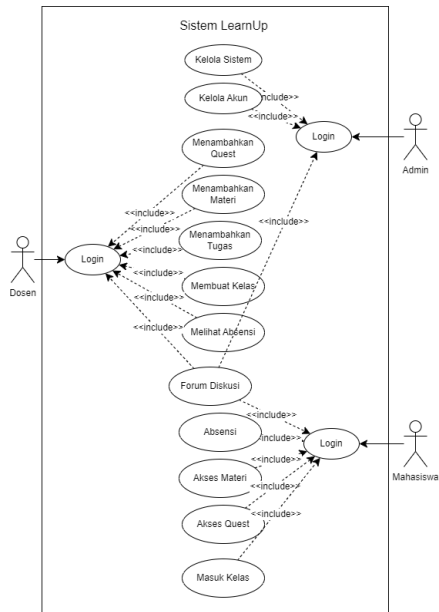 Sistem LearnUp
Kelola Sistem
Kelola Akun
nclude>>
<<include>>
Login
Admin
Menambahkan
Quest
Menambahkan
Materi
<<include>>
<<include>>
Menambahkan
Tugas
<<include>>
Dosen
Login
<<include>>
Membuat Kelas
<<include>>
Melihat Absensi
<<include>>
Forum Diskusi
<<include>>
Absensi
<<include>>
Login
Mahasiswa
Akses Materi
<<include>>
<<include>>
Akses Quest
<<include>>
Masuk Kelas